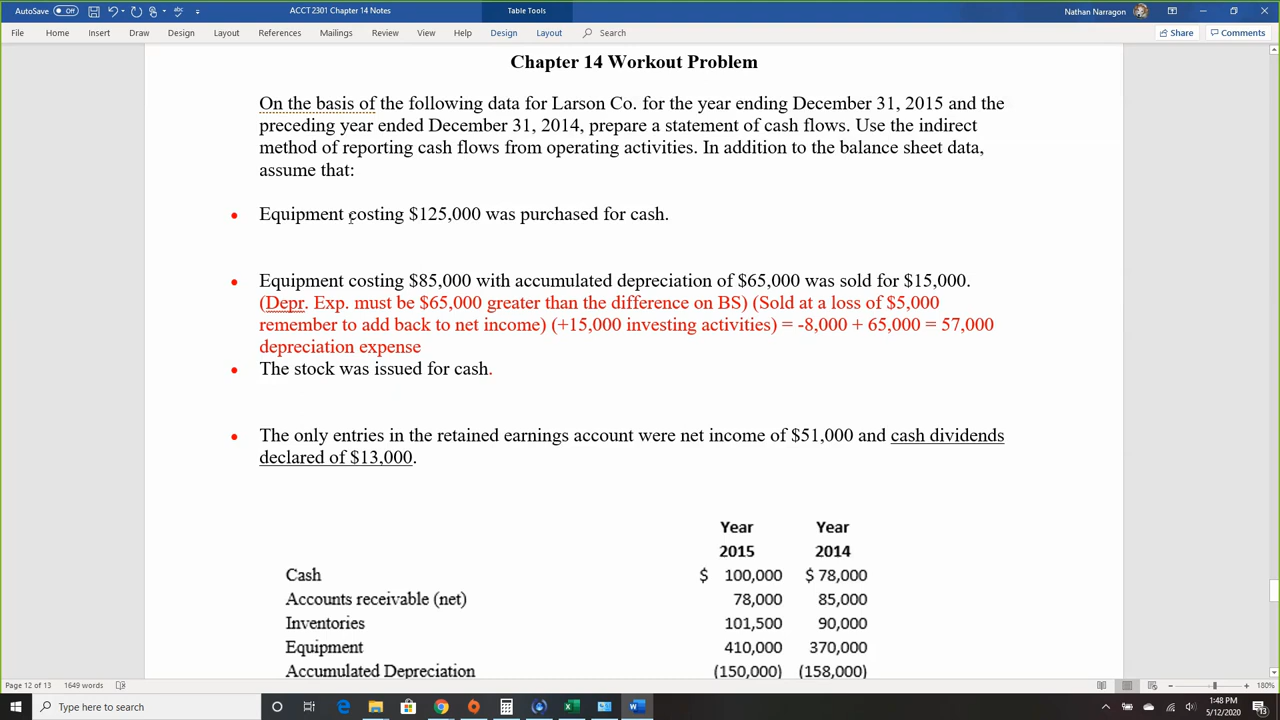 AutoSave Off
ACCT 2301 Chapter 14 Notes
Table Tools
Nathan Narragon
File Home Insert Draw Design Layout References Mailings Review View Help Design Layout Search Share Comments
Chapter 14 Workout Problem
On the basis of the following data for Larson Co. for the year ending December 31, 2015 and the
preceding year ended December 31, 2014, prepare a statement of cash flows. Use the indirect
method of reporting cash flows from operating activities. In addition to the balance sheet data,
assume that:
• Equipment costing $125,000 was purchased for cash.
• Equipment costing $85,000 with accumulated depreciation of $65,000 was sold for $15,000.
(Depr. Exp. must be $65,000 greater than the difference on BS) (Sold at a loss of $5,000
remember to add back to net income) (+15,000 investing activities) = -8,000 + 65,000 = 57,000
depreciation expense
• The stock was issued for cash.
• The only entries in the retained earnings account were net income of $51,000 and cash dividends
declared of $13,000.
Year Year
2015 2014
Cash $ 100,000 $ 78,000
Accounts receivable (net) 78,000 85,000
Inventories 101,500 90,000
Equipment 410,000 370,000
Accumulated Depreciation (150,000) (158,000)
Page 12 of 13 1649 words 180%
Type here to search
1:48 PM
5/12/2020
13